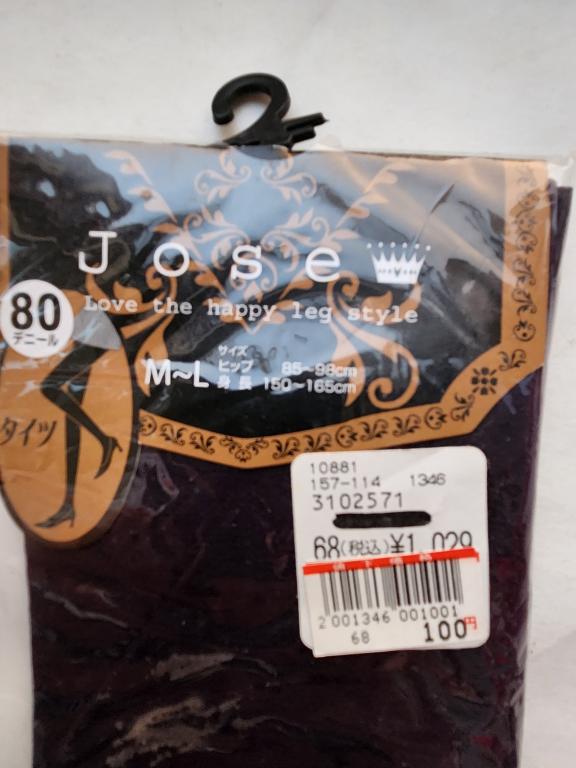 Jose
Love the happy leg style
80
デニール
M~L
サイズ
ヒップ 85~98cm
身長 150~165cm
タイツ
10881
157-114 1346
3102571
68(税込)¥1,029
2 001346 001001
68 100円